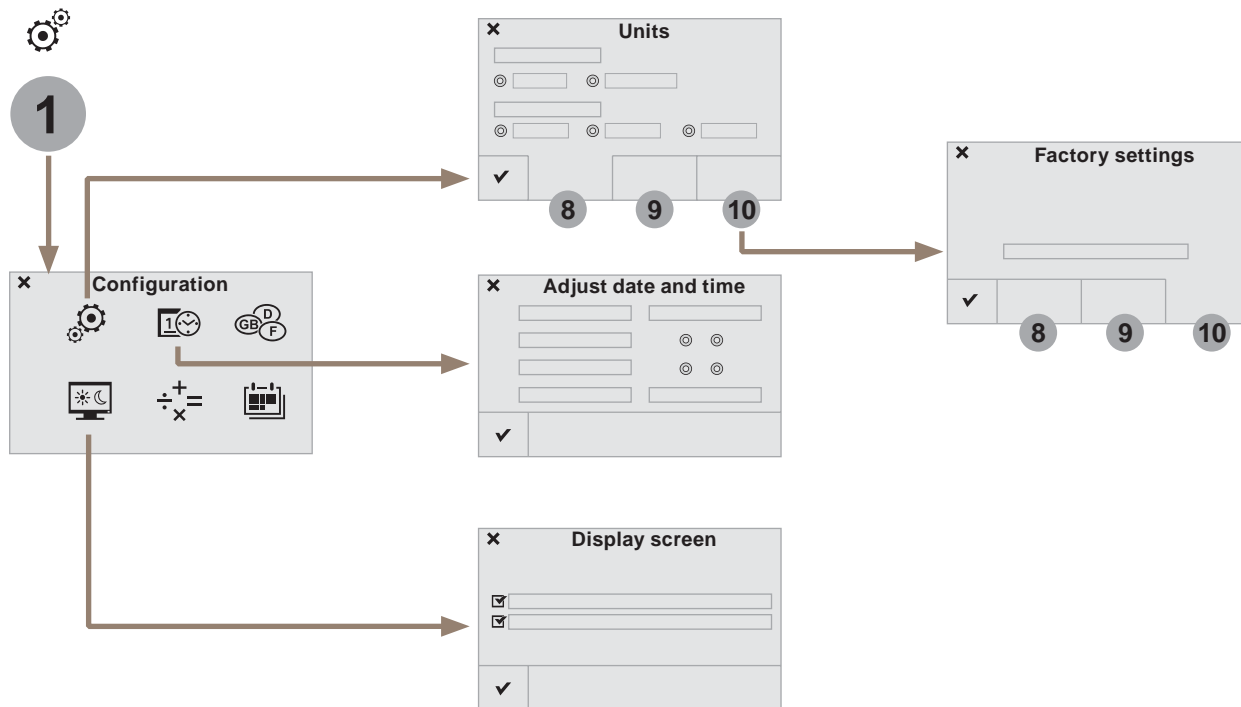 1
Configuration
1
GB
D
F
Units
8
9
10
Adjust date and time
Display screen
Factory settings
8
9
10